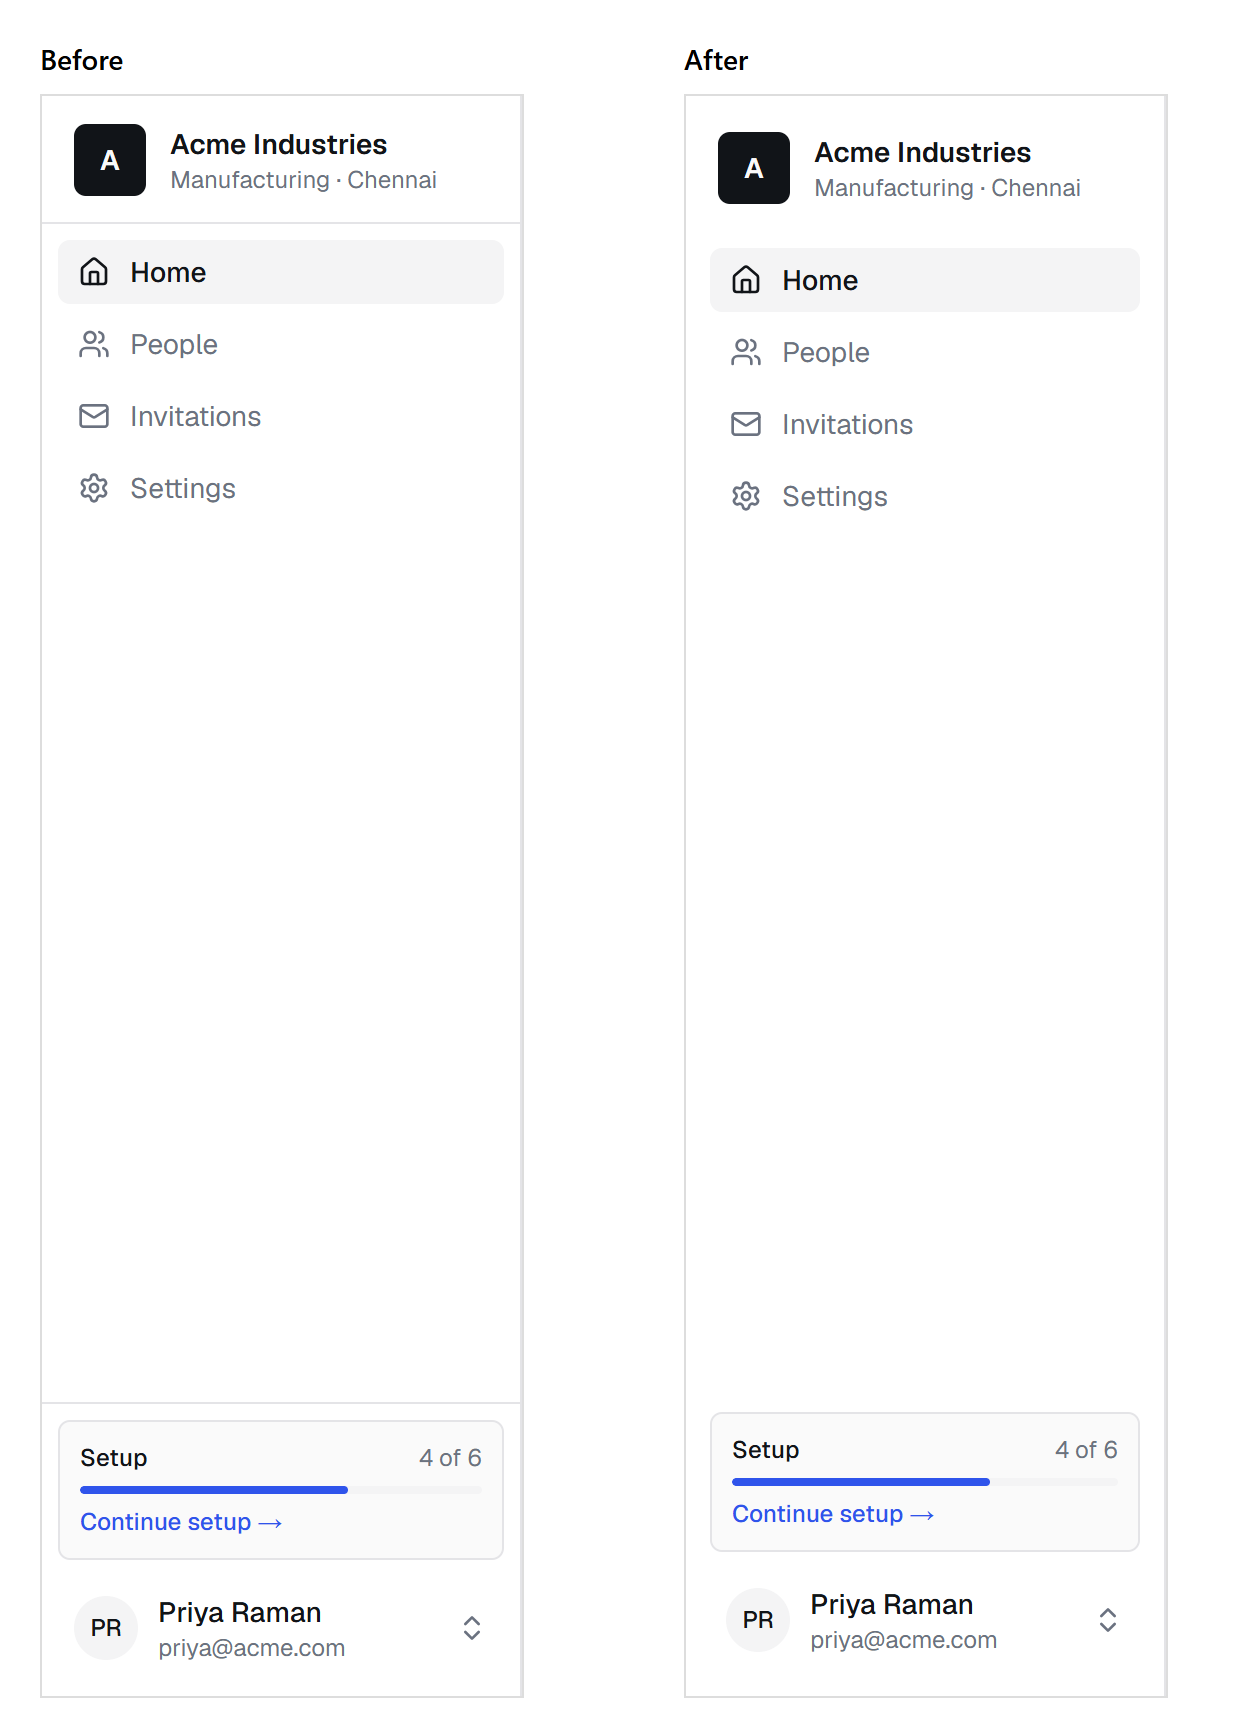 Before
A
Acme Industries
Manufacturing · Chennai
Home
People
Invitations
Settings
Setup 4 of 6
Continue setup →
PR
Priya Raman
priya@acme.com
After
A
Acme Industries
Manufacturing · Chennai
Home
People
Invitations
Settings
Setup 4 of 6
Continue setup →
PR
Priya Raman
priya@acme.com